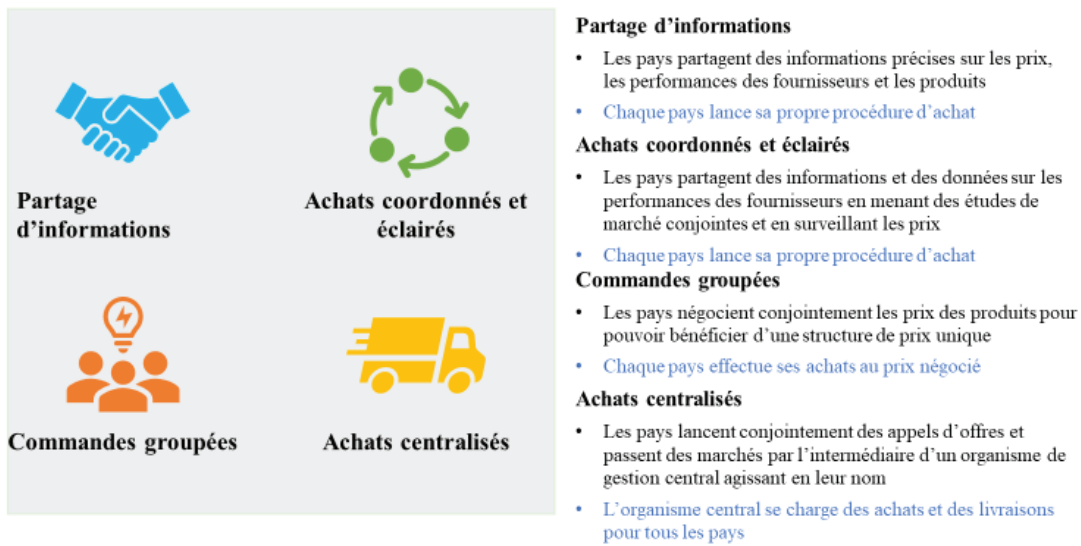 Partage
d'informations
Achats coordonnés et
éclairés
Commandes groupées
Achats centralisés
Partage d'informations
• Les pays partagent des informations précises sur les prix,
les performances des fournisseurs et les produits
• Chaque pays lance sa propre procédure d'achat
Achats coordonnés et éclairés
• Les pays partagent des informations et des données sur les
performances des fournisseurs en menant des études de
marché conjointes et en surveillant les prix
• Chaque pays lance sa propre procédure d'achat
Commandes groupées
• Les pays négocient conjointement les prix des produits pour
pouvoir bénéficier d'une structure de prix unique
• Chaque pays effectue ses achats au prix négocié
Achats centralisés
• Les pays lancent conjointement des appels d'offres et
passent des marchés par l'intermédiaire d'un organisme de
gestion central agissant en leur nom
• L'organisme central se charge des achats et des livraisons
pour tous les pays